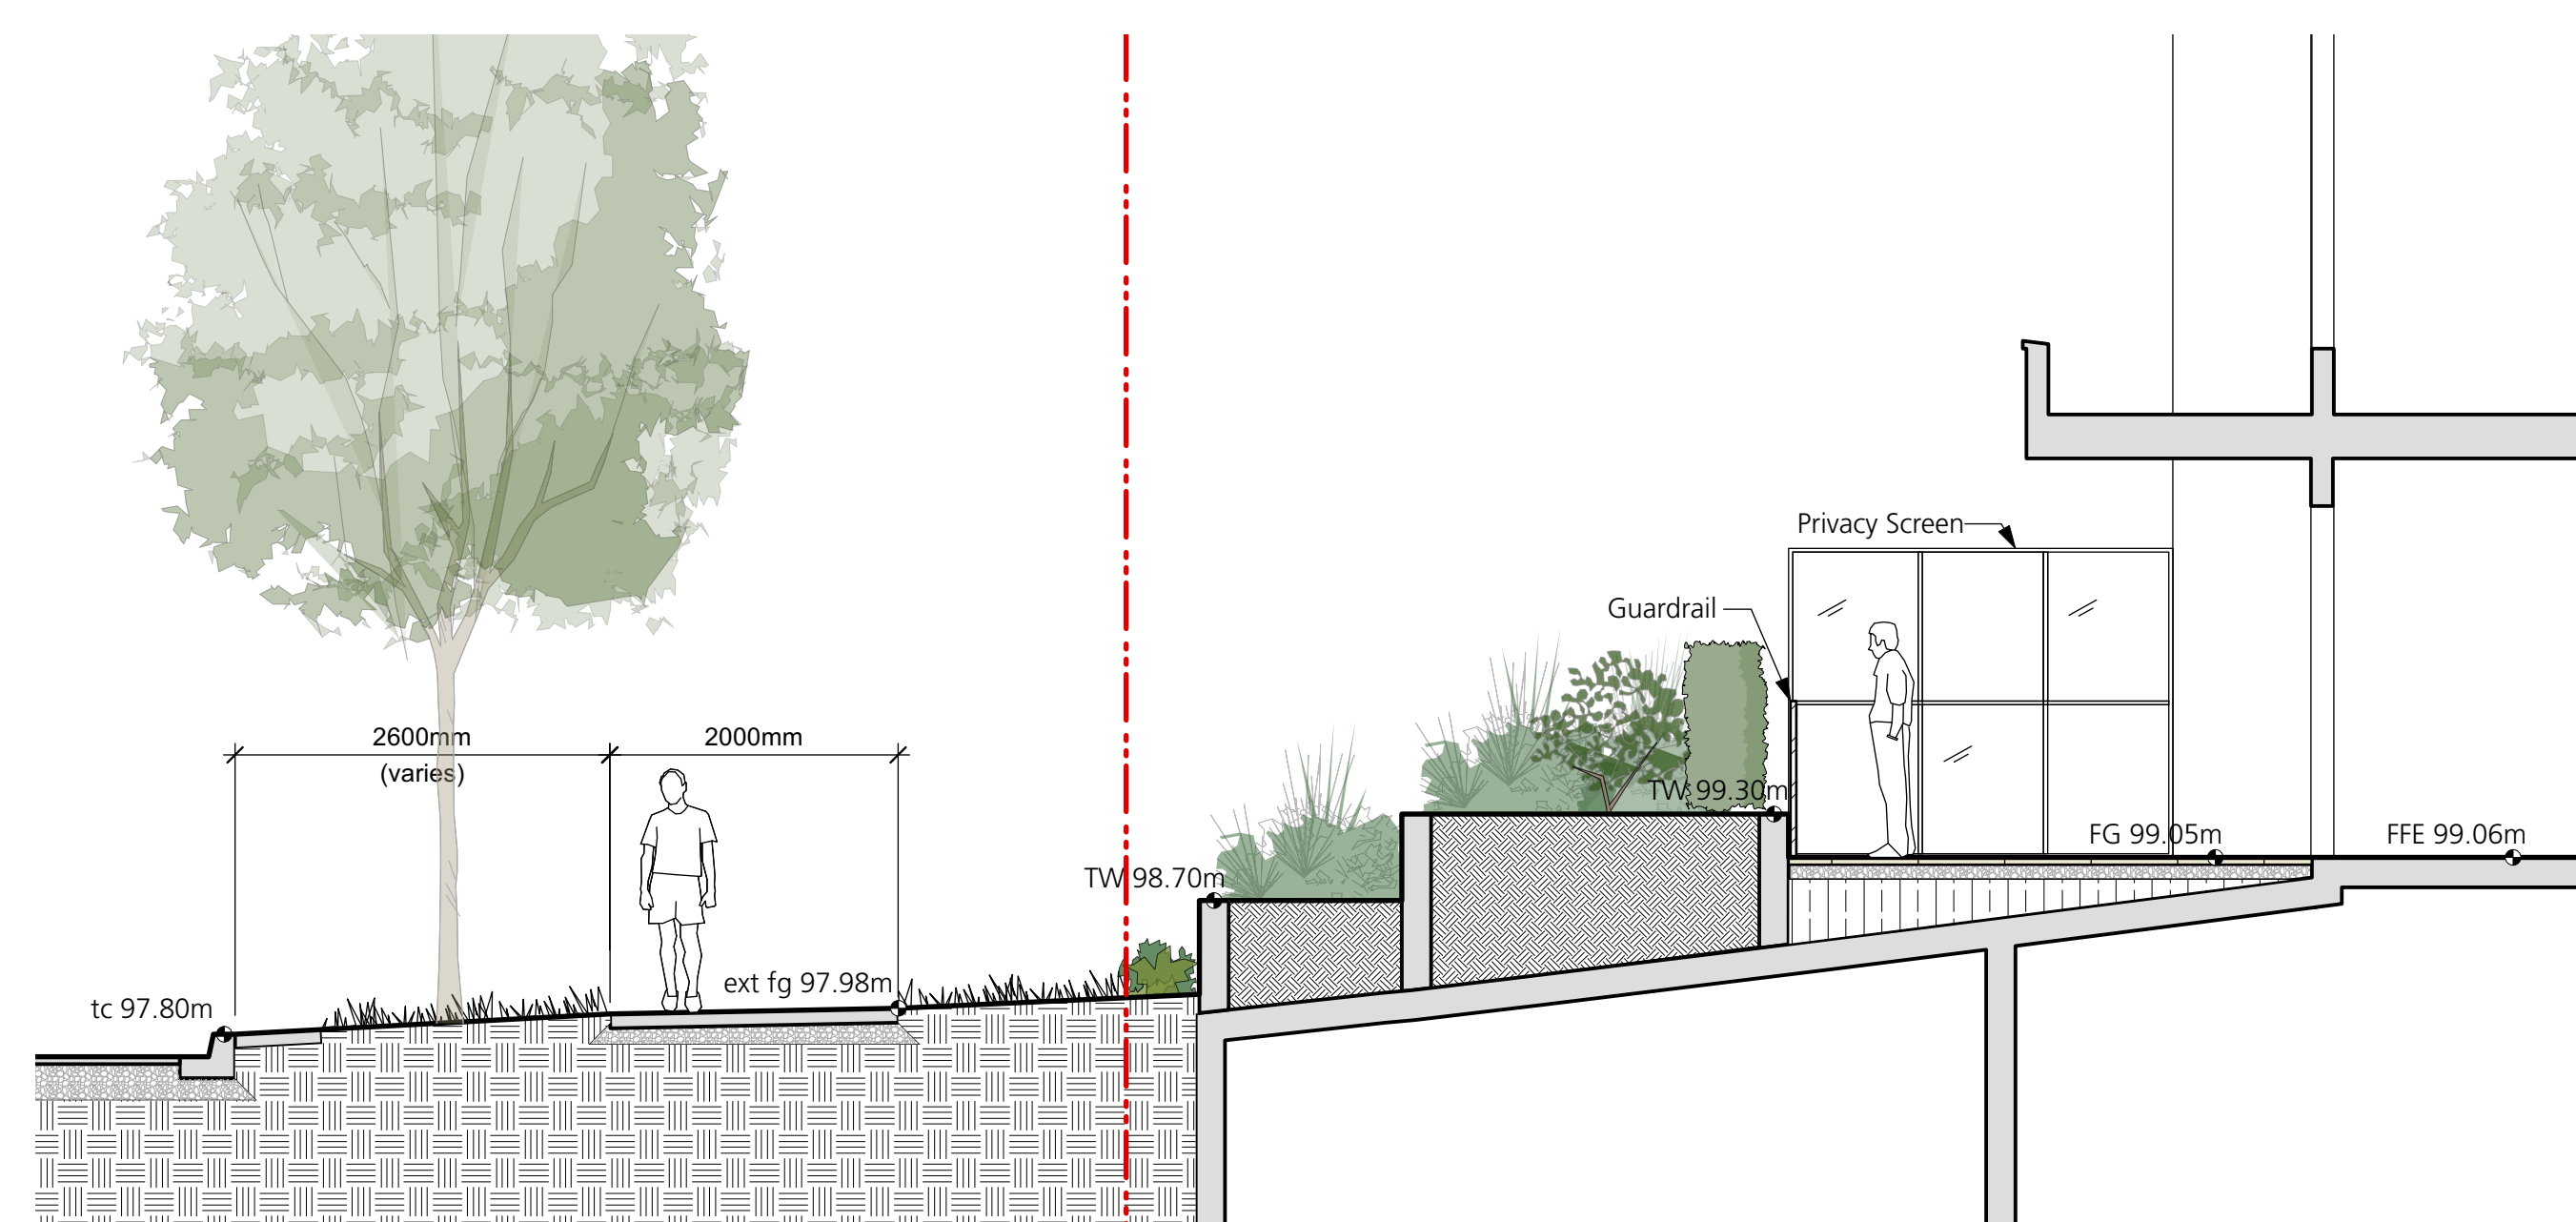 Privacy Screen
Guardrail
2600mm
(varies)
2000mm
TW 99.30m
FG 99.05m
FFE 99.06m
TW 98.70m
ext fg 97.98m
tc 97.80m